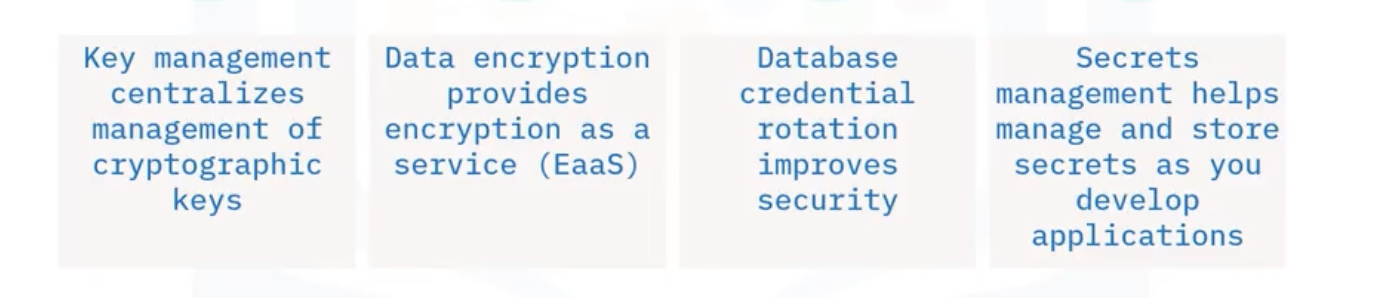 Key management
centralizes
management of
cryptographic
keys
Data encryption
provides
encryption as a
service (EaaS)
Database
credential
rotation
improves
security
Secrets
management helps
manage and store
secrets as you
develop
applications